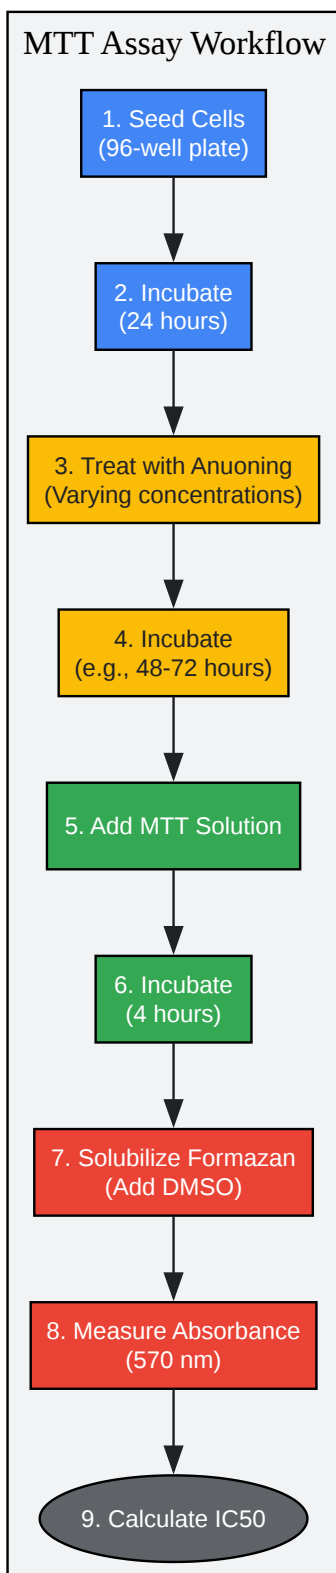 MTT Assay Workflow
1. Seed Cells
(96-well plate)
2. Incubate
(24 hours)
3. Treat with Anuoning
(Varying concentrations)
4. Incubate
(e.g., 48-72 hours)
5. Add MTT Solution
6. Incubate
(4 hours)
7. Solubilize Formazan
(Add DMSO)
8. Measure Absorbance
(570 nm)
9. Calculate IC50